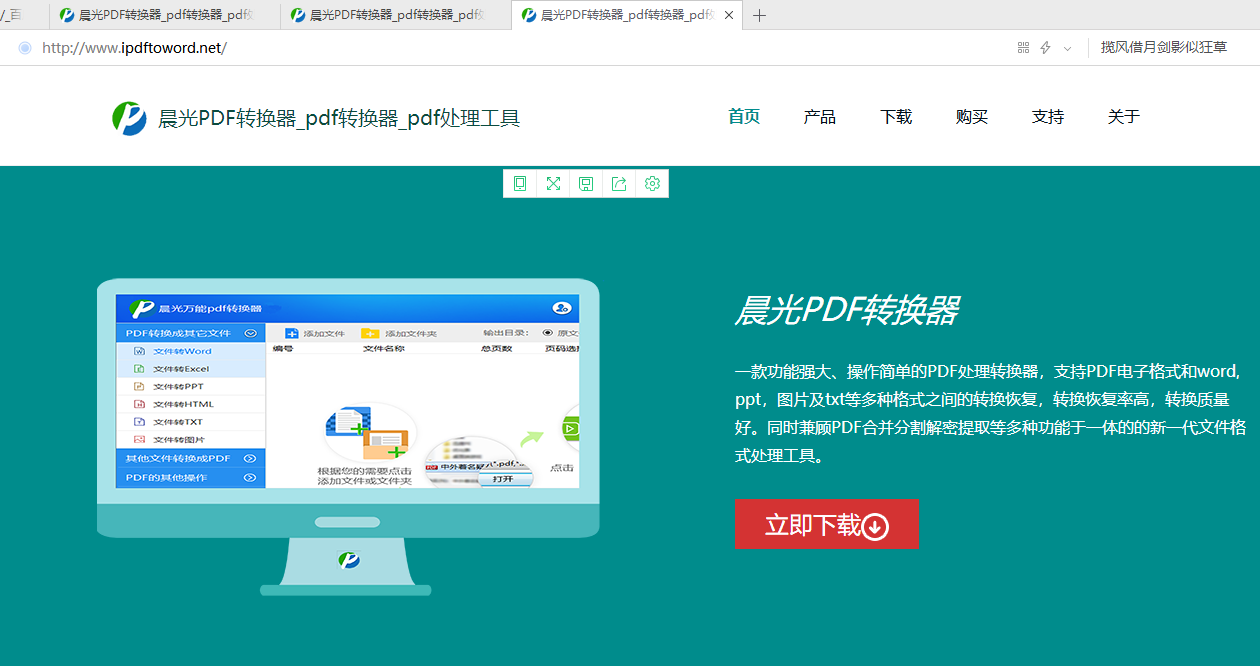 /_百
晨光PDF转换器_pdf转换器_pdf
晨光PDF转换器_pdf转换器_pdf
晨光PDF转换器_pdf转换器_pdf
http://www.ipdftoword.net/
揽风借月剑影似狂草
晨光PDF转换器_pdf转换器_pdf处理工具
首页 产品 下载 购买 支持 关于
晨光万能pdf转换器
PDF转换成其它文件
添加文件 添加文件夹 输出目录: 原文
编号 文件名称 总页数 页码选
文件转Word
文件转Excel
文件转PPT
文件转HTML
文件转TXT
文件转图片
其他文件转换成PDF
PDF的其他操作
根据您的需要点击
添加文件或文件夹
打开
点击
晨光PDF转换器
一款功能强大、操作简单的PDF处理转换器，支持PDF电子格式和word,
ppt，图片及txt等多种格式之间的转换恢复，转换恢复率高，转换质量
好。同时兼顾PDF合并分割解密提取等多种功能于一体的的新一代文件格
式处理工具。
立即下载